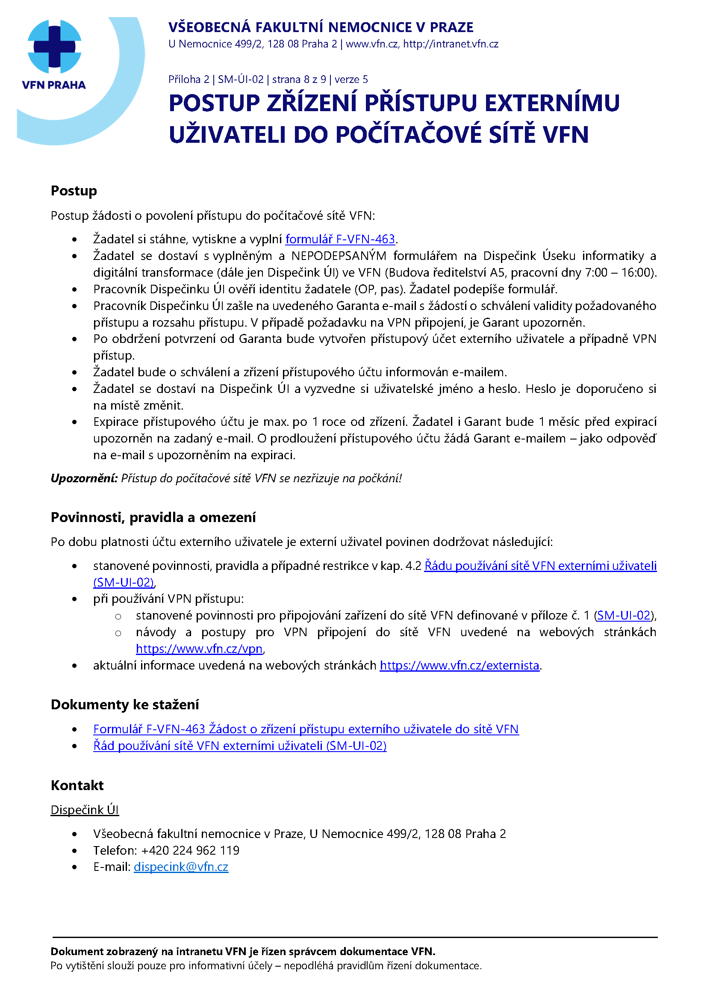 VFN PRAHA
VŠEOBECNÁ FAKULTNÍ NEMOCNICE V PRAZE
U Nemocnice 499/2, 128 08 Praha 2 | www.vfn.cz, http://intranet.vfn.cz
Příloha 2 | SM-ÚI-02 | strana 8 z 9 | verze 5
POSTUP ZŘÍZENÍ PŘÍSTUPU EXTERNÍMU
UŽIVATELI DO POČÍTAČOVÉ SÍTĚ VFN
Postup
Postup žádosti o povolení přístupu do počítačové sítě VFN:
• Žadatel si stáhne, vytiskne a vyplní formulář F-VFN-463.
• Žadatel se dostaví s vyplněným a NEPODEPSANÝM formulářem na Dispečink Úseku informatiky a
digitální transformace (dále jen Dispečink ÚI) ve VFN (Budova ředitelství A5, pracovní dny 7:00 – 16:00).
• Pracovník Dispečinku ÚI ověří identitu žadatele (OP, pas). Žadatel podepíše formulář.
• Pracovník Dispečinku ÚI zašle na uvedeného Garanta e-mail s žádostí o schválení validity požadovaného
přístupu a rozsahu přístupu. V případě požadavku na VPN připojení, je Garant upozorněn.
• Po obdržení potvrzení od Garanta bude vytvořen přístupový účet externího uživatele a případně VPN
přístup.
• Žadatel bude o schválení a zřízení přístupového účtu informován e-mailem.
• Žadatel se dostaví na Dispečink ÚI a vyzvedne si uživatelské jméno a heslo. Heslo je doporučeno si
na místě změnit.
• Expirace přístupového účtu je max. po 1 roce od zřízení. Žadatel i Garant bude 1 měsíc před expirací
upozorněn na zadaný e-mail. O prodloužení přístupového účtu žádá Garant e-mailem – jako odpověď
na e-mail s upozorněním na expiraci.
Upozornění: Přístup do počítačové sítě VFN se nezřizuje na počkání!
Povinnosti, pravidla a omezení
Po dobu platnosti účtu externího uživatele je externí uživatel povinen dodržovat následující:
• stanovené povinnosti, pravidla a případné restrikce v kap. 4.2 Řádu používání sítě VFN externími uživateli
(SM-UI-02),
• při používání VPN přístupu:
o stanovené povinnosti pro připojování zařízení do sítě VFN definované v příloze č. 1 (SM-UI-02),
o návody a postupy pro VPN připojení do sítě VFN uvedené na webových stránkách
https://www.vfn.cz/vpn,
• aktuální informace uvedená na webových stránkách https://www.vfn.cz/externista.
Dokumenty ke stažení
• Formulář F-VFN-463 Žádost o zřízení přístupu externího uživatele do sítě VFN
• Řád používání sítě VFN externími uživateli (SM-UI-02)
Kontakt
Dispečink ÚI
• Všeobecná fakultní nemocnice v Praze, U Nemocnice 499/2, 128 08 Praha 2
• Telefon: +420 224 962 119
• E-mail: dispecink@vfn.cz
Dokument zobrazený na intranetu VFN je řízen správcem dokumentace VFN.
Po vytištění slouží pouze pro informativní účely – nepodléhá pravidlům řízení dokumentace.